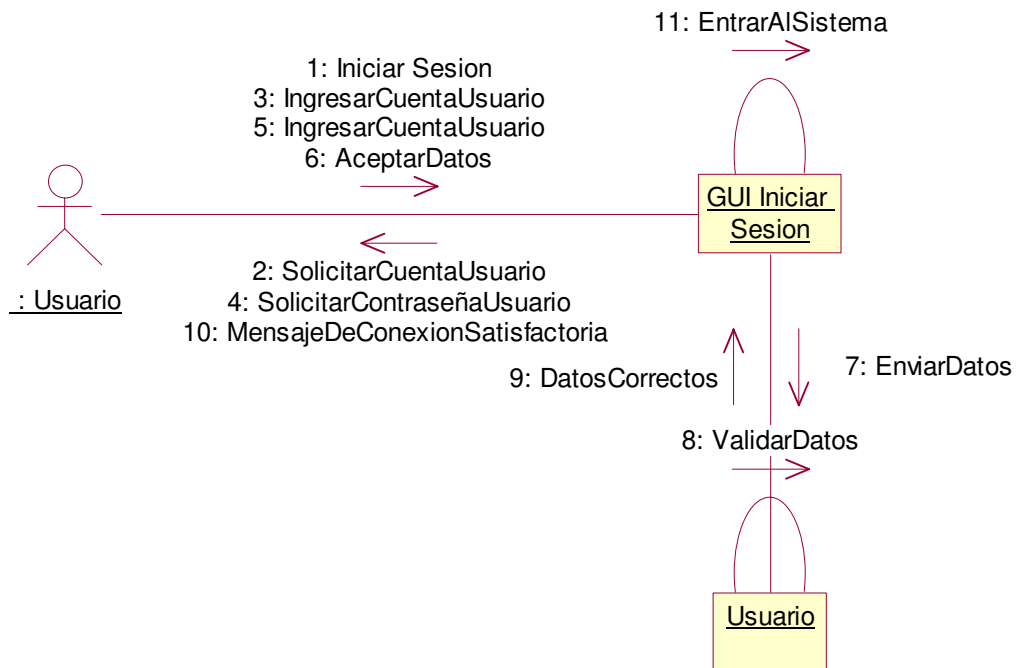 11: EntrarAlSistema
1: Iniciar Sesion
3: IngresarCuentaUsuario
5: IngresarCuentaUsuario
6: AceptarDatos
GUI Iniciar
Sesion
: Usuario
2: SolicitarCuentaUsuario
4: SolicitarContraseñaUsuario
10: MensajeDeConexionSatisfactoria
9: DatosCorrectos
7: EnviarDatos
8: ValidarDatos
Usuario